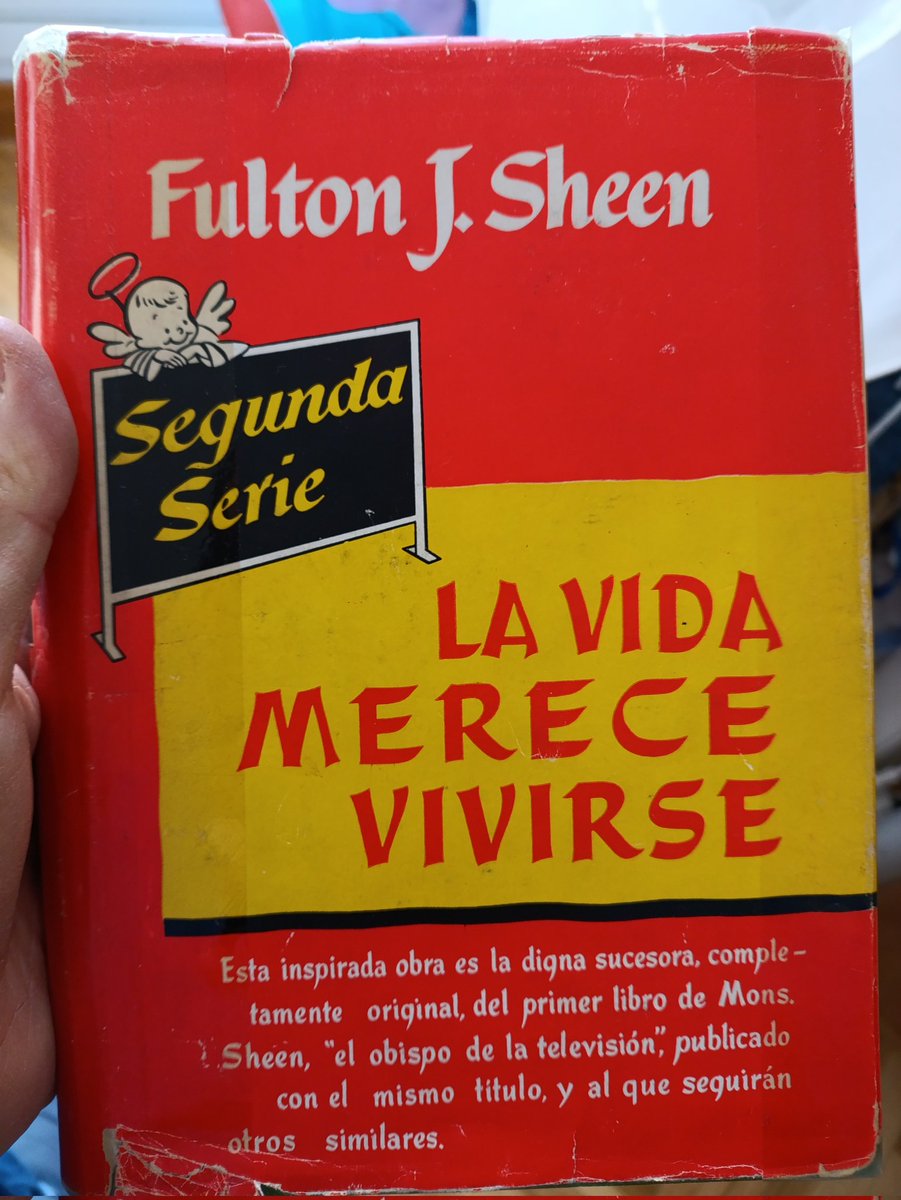 Fulton J. Sheen
Segunda
Serie
LA VIDA
MERECE
VIVIRSE
Esta inspirada obra es la digna sucesora, comple-
tamente original, del primer libro de Mons.
Sheen, "el obispo de la televisión", publicado
con el mismo titulo, y al que seguirán
otros similares.